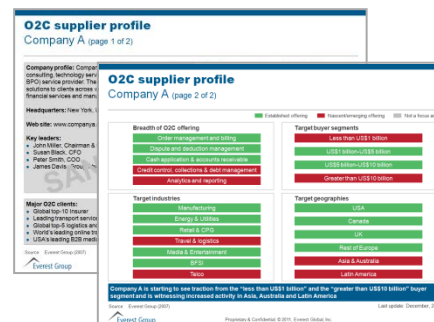 O2C supplier profile
Company A (page 1 of 2)
Company profile: Company
consulting, technology serv
BPO) service provider. The
solutions to clients across v
financial services and manu
Headquarters: New York, U
Website: www.companya.
Key leaders:
John Miller, Chairman &
Susan Black, CFO
Peter Smith, COO
James Davis
Major O2C clients:
Global top-10 insurer
Leading transport service
Global top-5 logistics and
World's leading online tra
USA's leading B2B medi
Source: Everest Group (2007)
Everest Group
O2C supplier profile
Company A (page 2 of 2)
Established offering
Nascent/emerging offering
Not a focus a
Breadth of O2C offering
Order management and billing
Dispute and deduction management
Cash application & accounts receivable
Credit control, collections & debt management
Analytics and reporting
Target buyer segments
Less than US$1 billion
US$1 billion-US$5 billion
US$5 billion-US$10 billion
Greater than US$10 billion
Target industries
Manufacturing
Energy & Utilities
Retail & CPG
Travel & logistics
Media & Entertainment
BFSI
Telco
Target geographies
USA
Canada
UK
Rest of Europe
Asia & Australia
Latin America
Company A is starting to see traction from the "less than US$1 billion" and the "greater than US$10 billion" buyer
segment and is witnessing increased activity in Asia, Australia and Latin America
Source: Everest Group (2007)
Last update: December, 2
Everest Group
Proprietary & Confidential. © 2011, Everest Global, Inc.